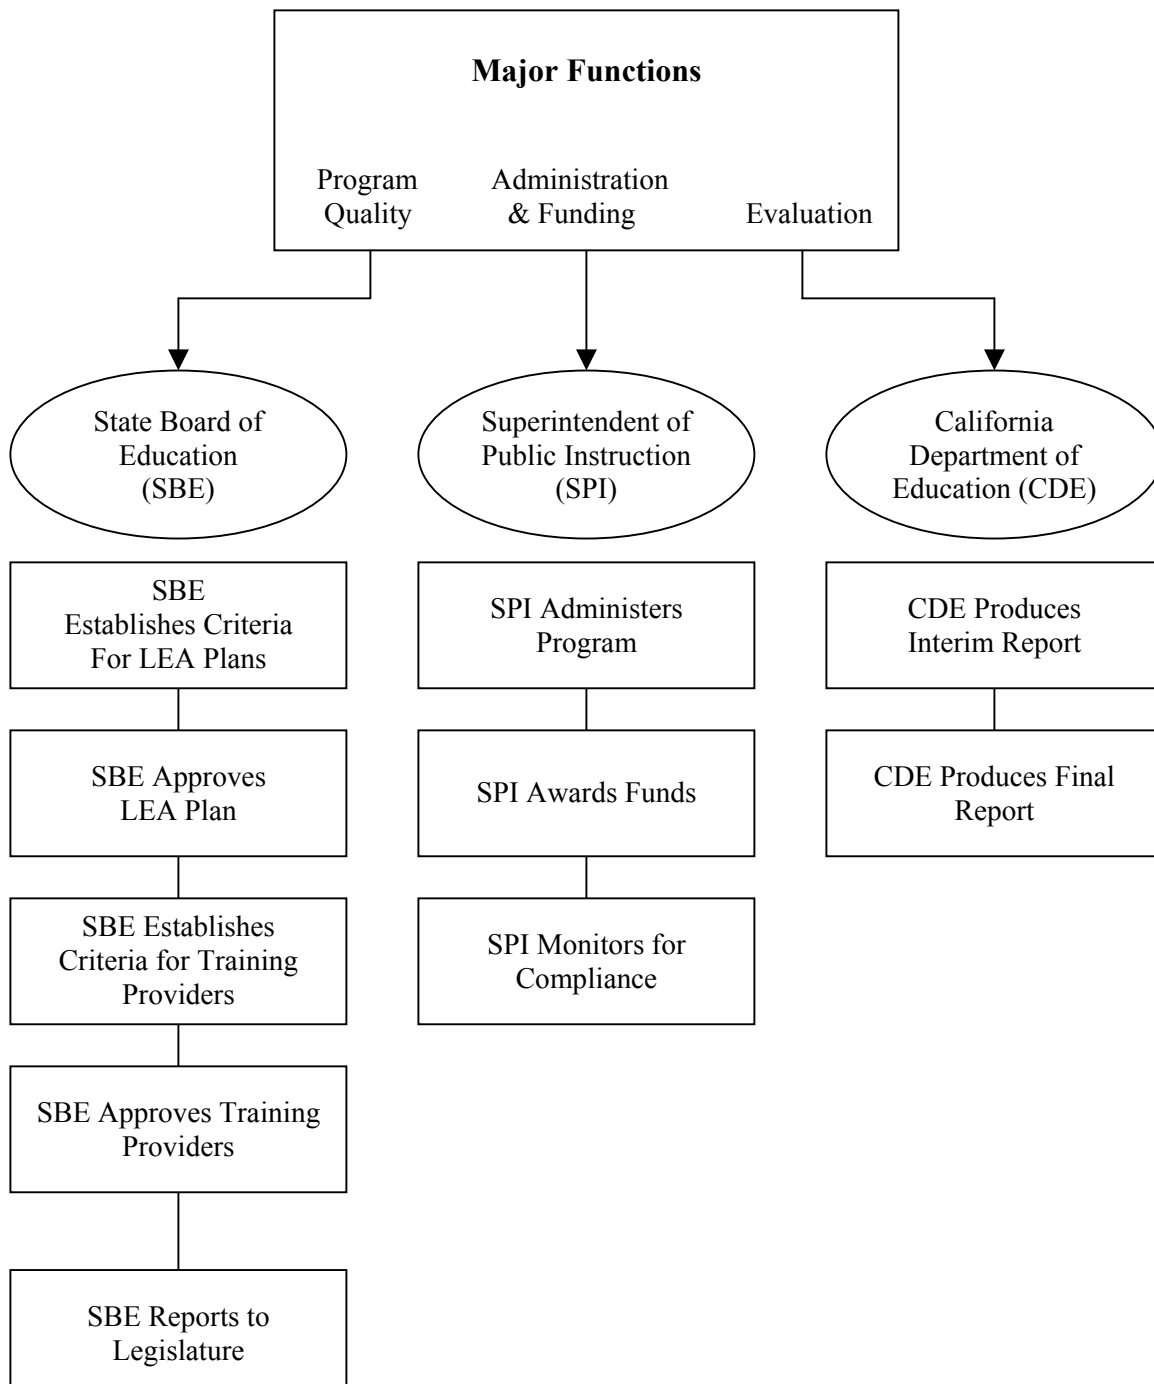 Major Functions
Program
Quality
Administration
& Funding
Evaluation
State Board of
Education
(SBE)
Superintendent of
Public Instruction
(SPI)
California
Department of
Education (CDE)
SBE
Establishes Criteria
For LEA Plans
SBE Approves
LEA Plan
SBE Establishes
Criteria for Training
Providers
SBE Approves Training
Providers
SBE Reports to
Legislature
SPI Administers
Program
SPI Awards Funds
SPI Monitors for
Compliance
CDE Produces
Interim Report
CDE Produces Final
Report